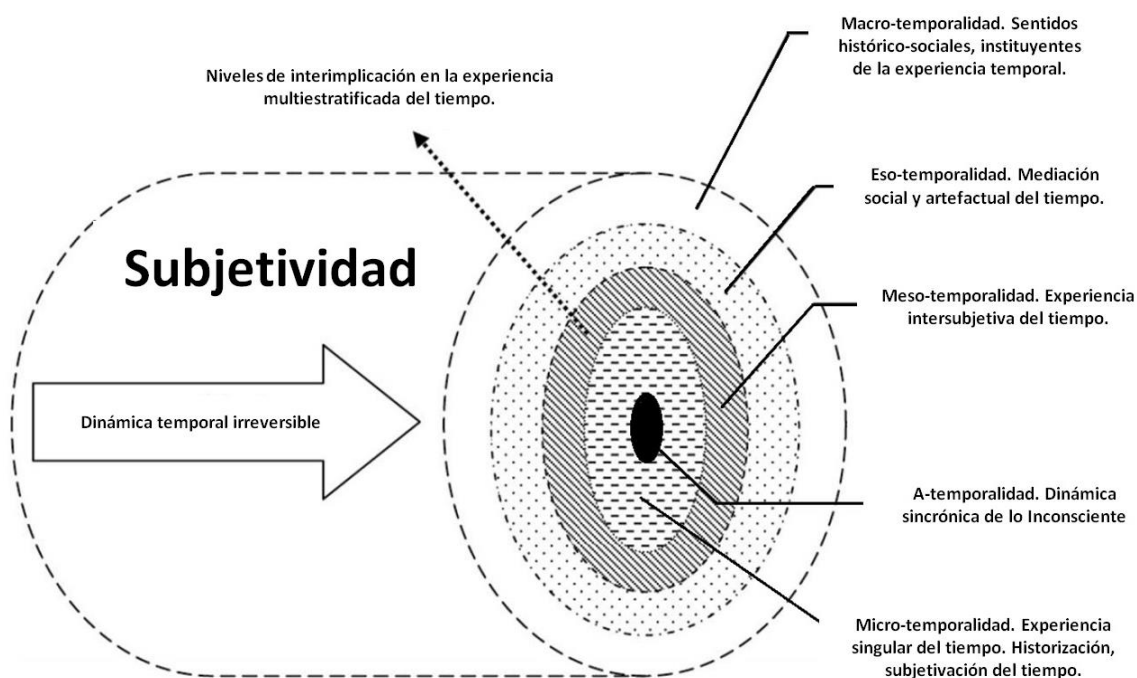 Macro-temporalidad. Sentidos
histórico-sociales, instituyentes
de la experiencia temporal.
Niveles de interimplicación en la experiencia
multiestratificada del tiempo.
Eso-temporalidad. Mediación
social y artefactual del tiempo.
Subjetividad
Meso-temporalidad. Experiencia
intersubjetiva del tiempo.
Dinámica temporal irreversible
A-temporalidad. Dinámica
sincrónica de lo Inconsciente
Micro-temporalidad. Experiencia
singular del tiempo. Historización,
subjetivación del tiempo.